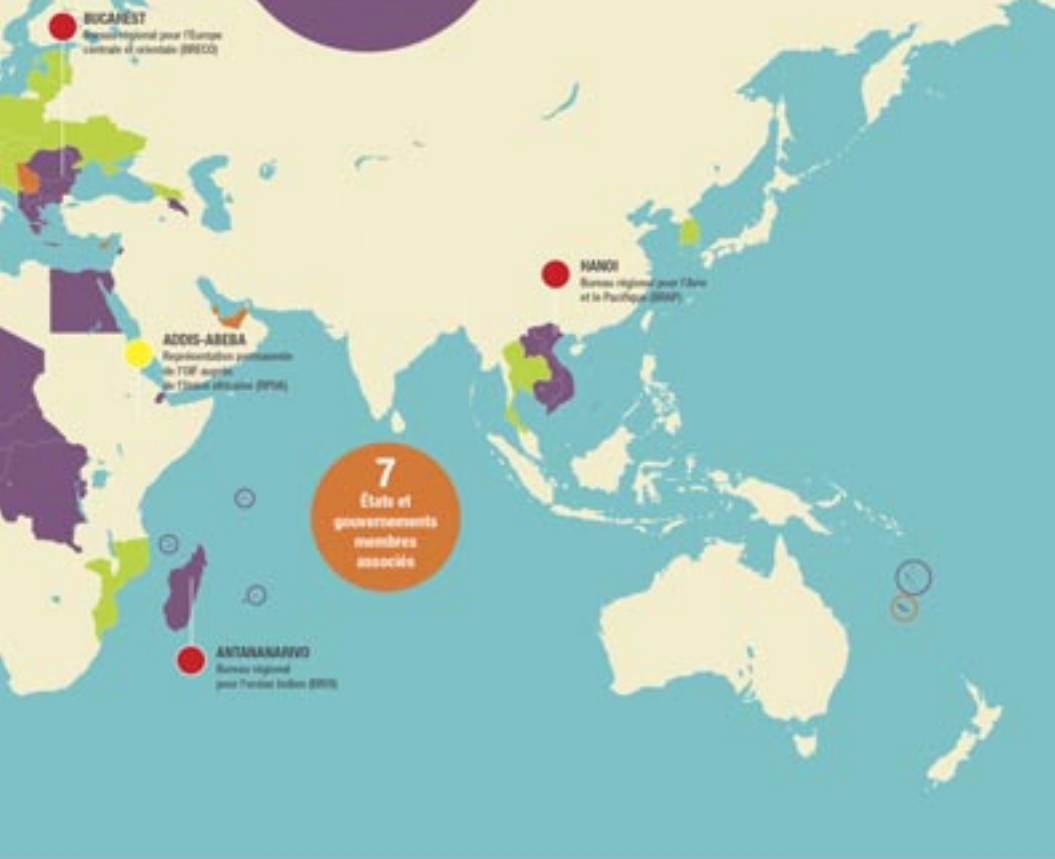 BUCAREST
Bureau régional pour l'Europe
centrale et orientale (BRECO)
HANOI
Bureau régional pour l'Asie
et le Pacifique (BRAP)
ADDIS-ABEBA
Représentation permanente
de l'OIF auprès
de l'Union africaine (RPUA)
7
États et
gouvernements
membres
associés
ANTANANARIVO
Bureau régional
pour l'océan Indien